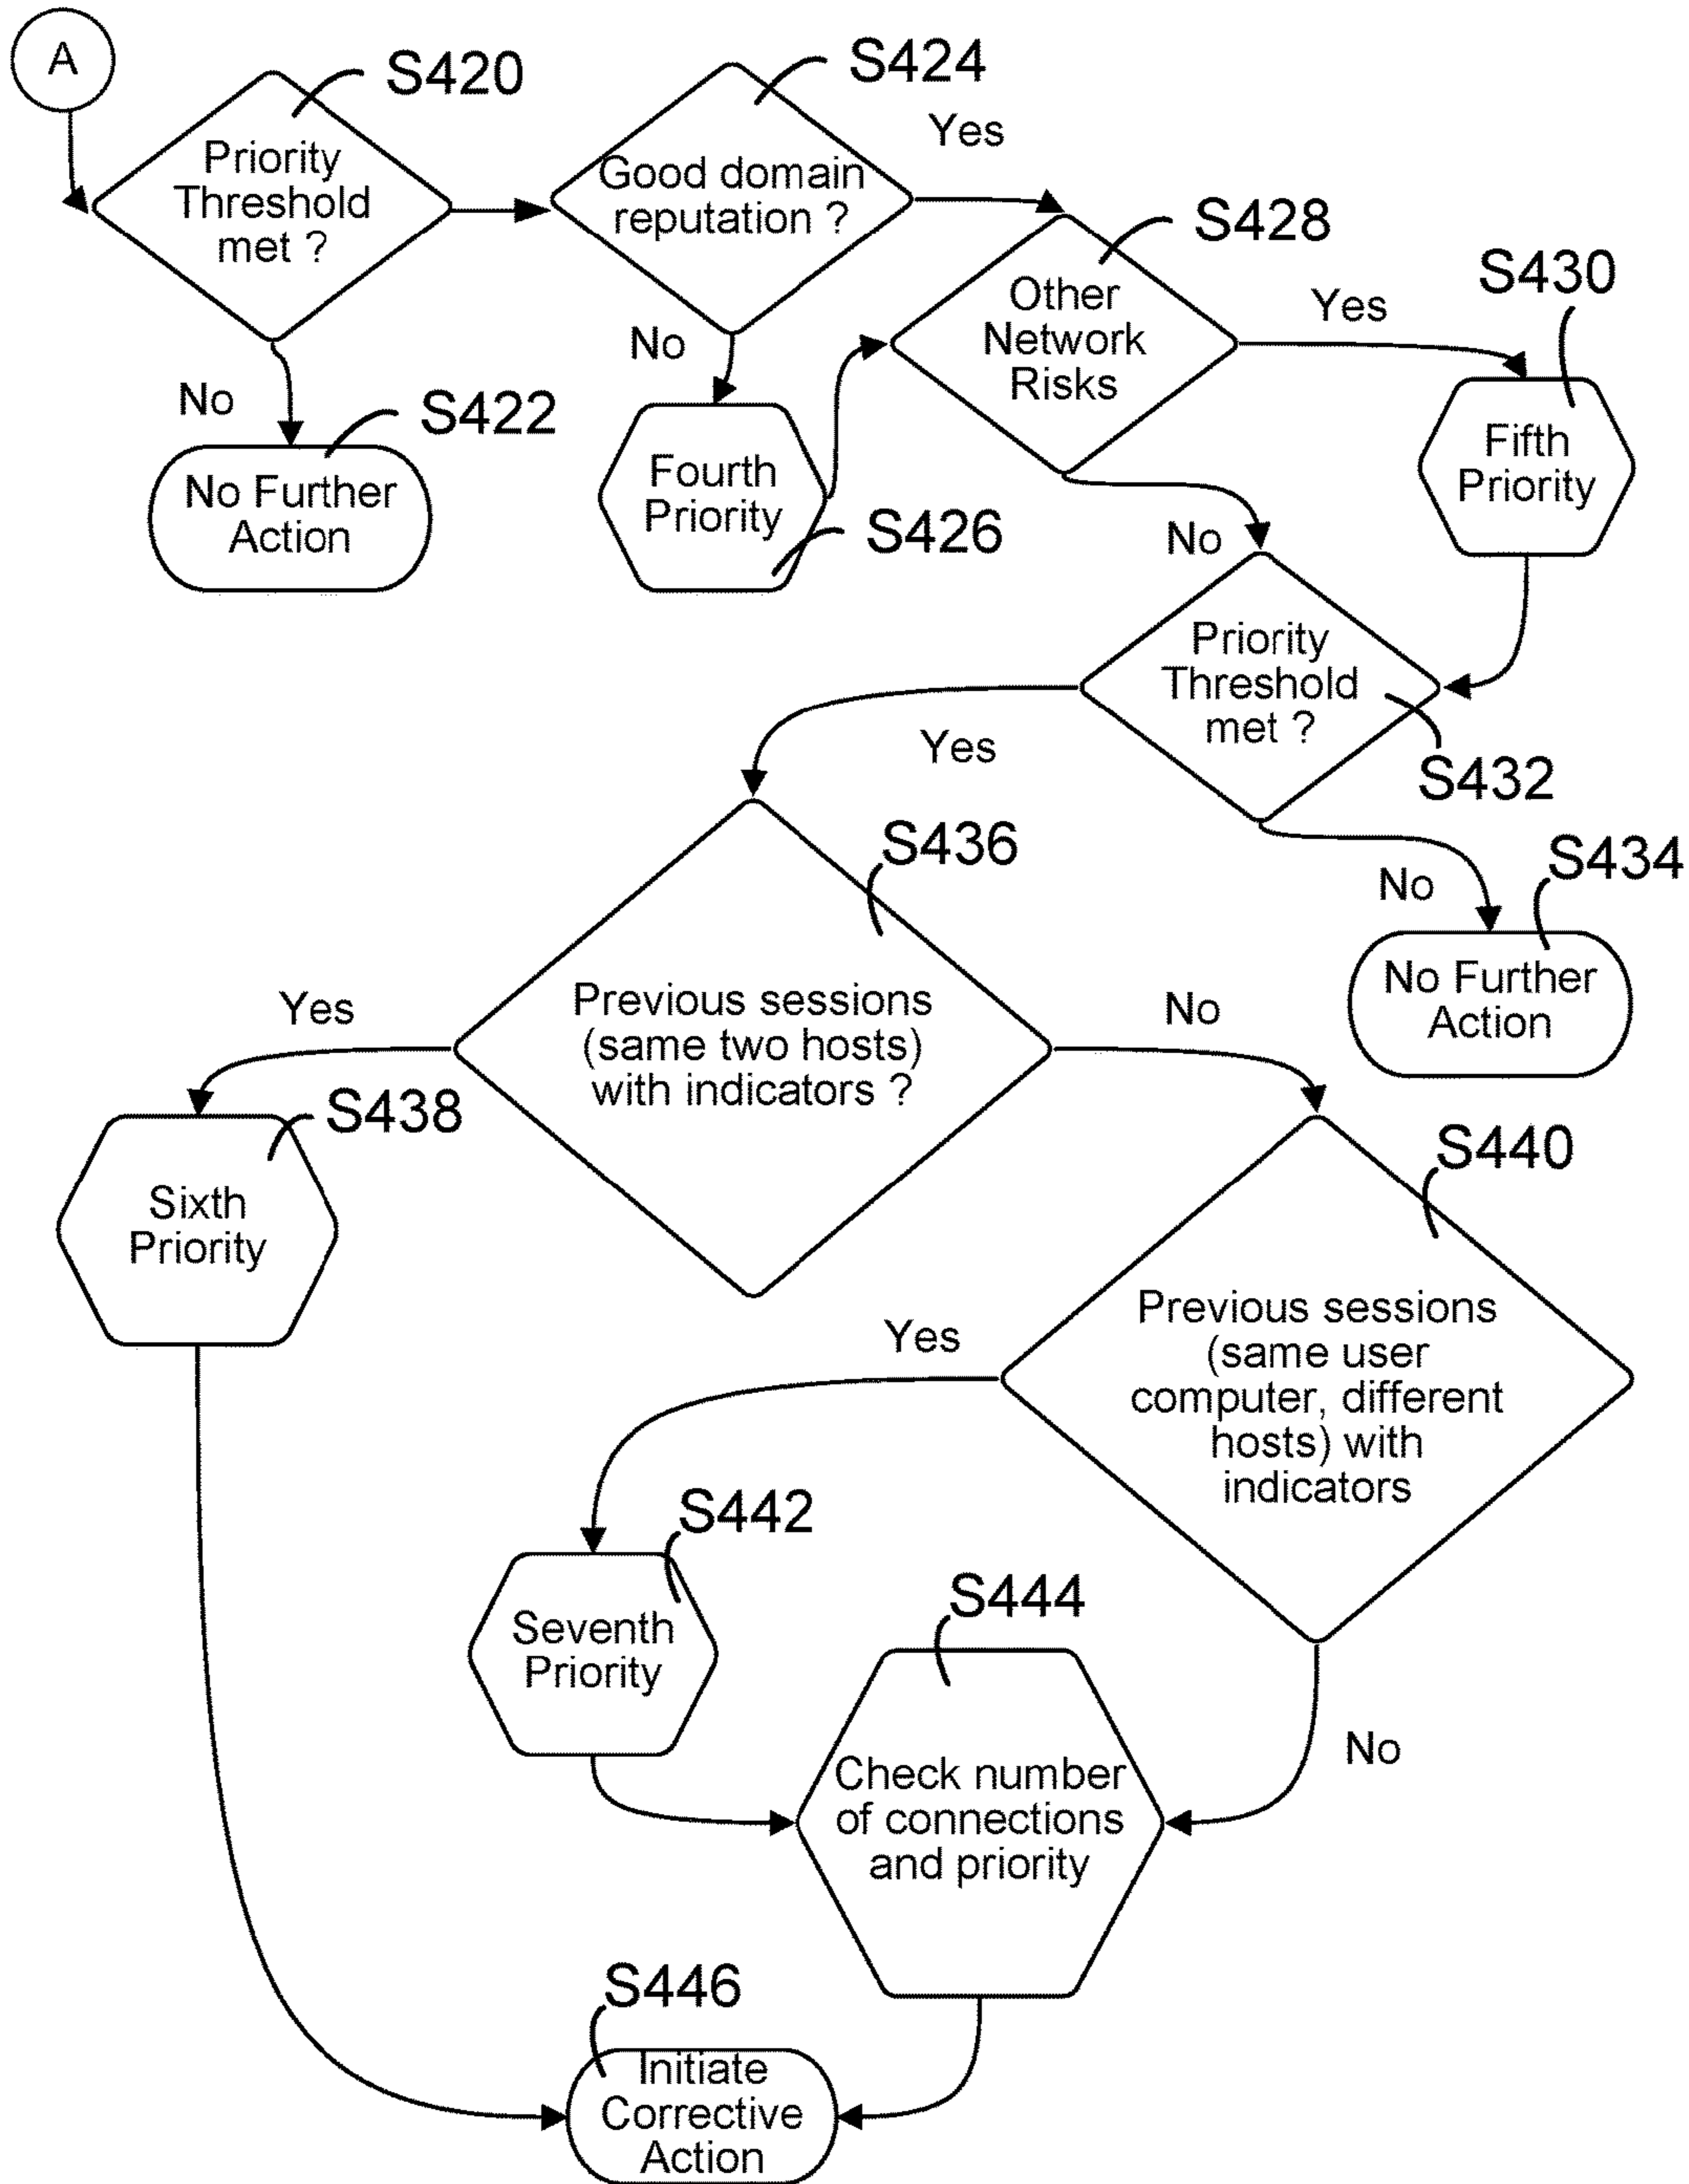 A
S420
Priority
Threshold
met ?
S424
Good domain
reputation ?
Yes
S428
Other
Network
Risks
Yes
S430
Fifth
Priority
No
S422
No Further
Action
No
Fourth
Priority
S426
No
Priority
Threshold
met ?
S432
Yes
No
S434
No Further
Action
S436
Previous sessions
(same two hosts)
with indicators ?
Yes
No
S438
Sixth
Priority
S440
Previous sessions
(same user
computer, different
hosts) with
indicators
Yes
S442
Seventh
Priority
S444
Check number
of connections
and priority
No
S446
Initiate
Corrective
Action